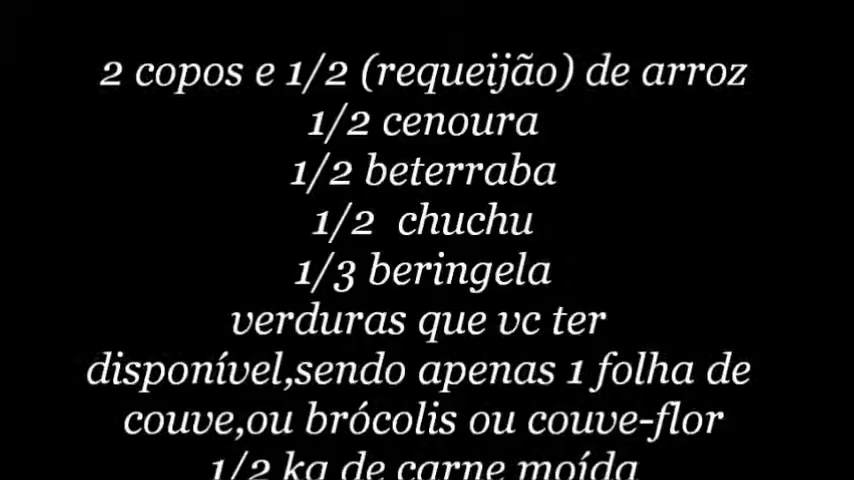 2 copos e 1/2 (requeijão) de arroz
1/2 cenoura
1/2 beterraba
1/2 chuchu
1/3 beringela
verduras que vc ter
disponível,sendo apenas 1 folha de
couve,ou brócolis ou couve-flor
1/2 kg de carne moída